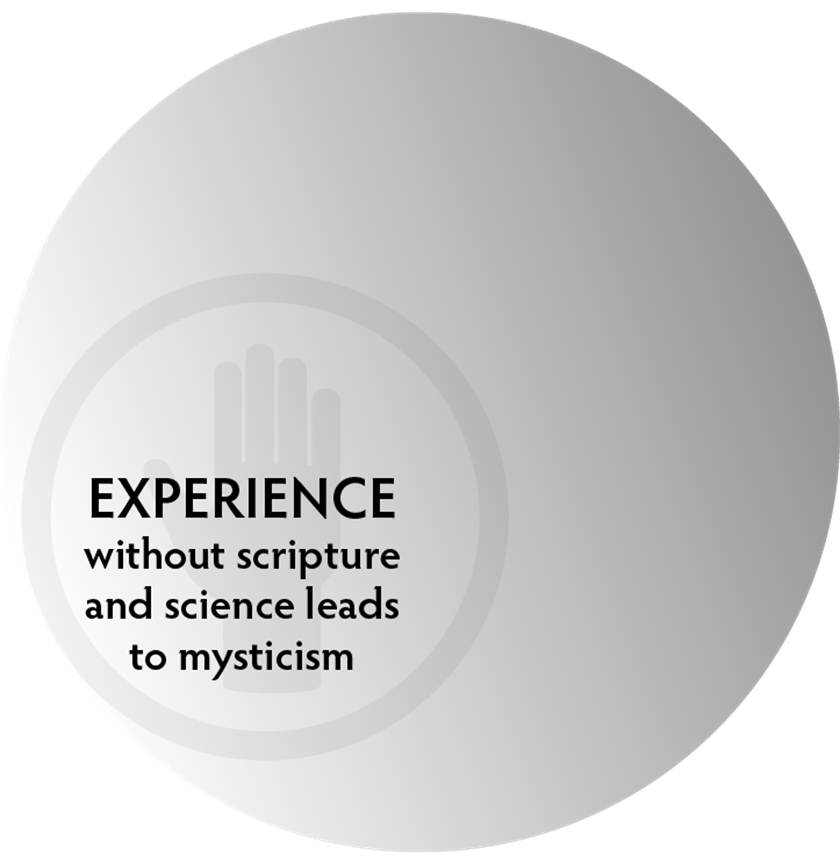 EXPERIENCE
without scripture
and science leads
to mysticism